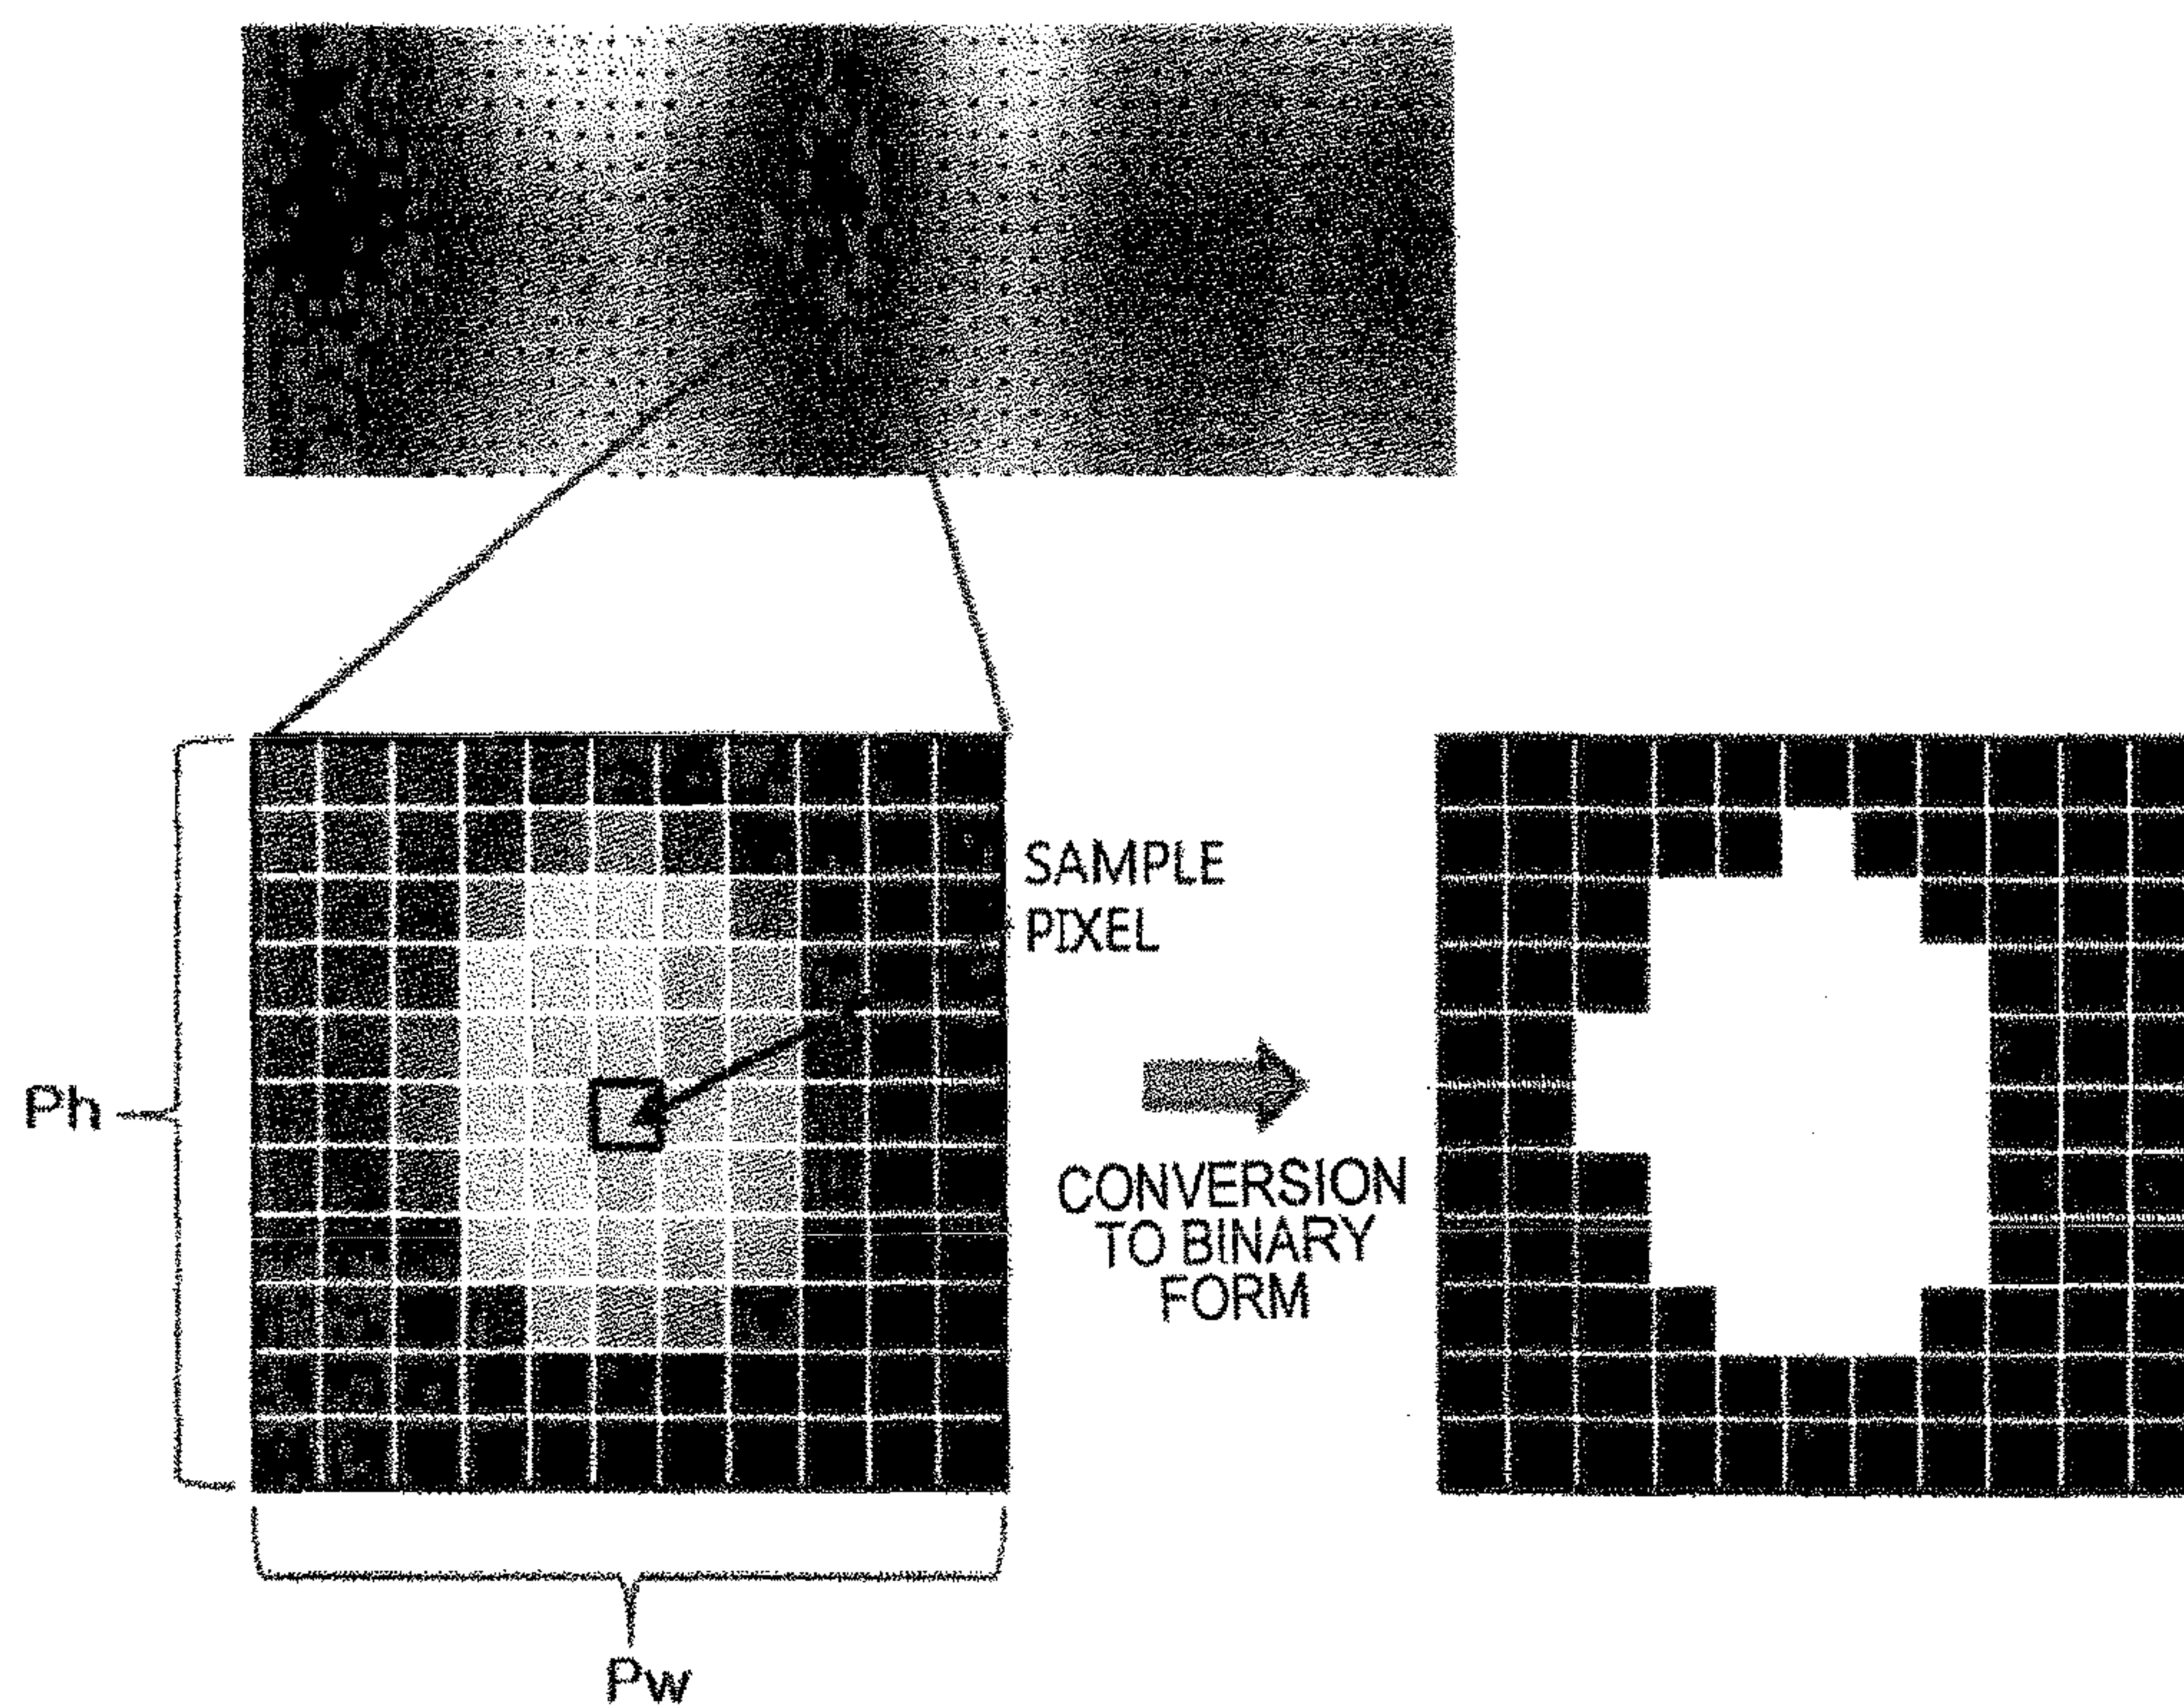 SAMPLE
PIXEL
Ph
CONVERSION
TO BINARY
FORM
Pw